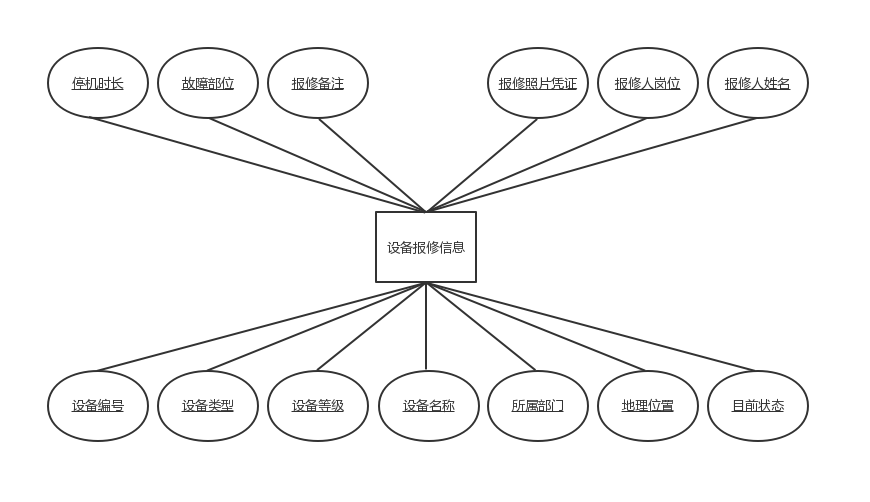 停机时长
故障部位
报修备注
报修照片凭证
报修人岗位
报修人姓名
设备报修信息
设备编号
设备类型
设备等级
设备名称
所属部门
地理位置
目前状态